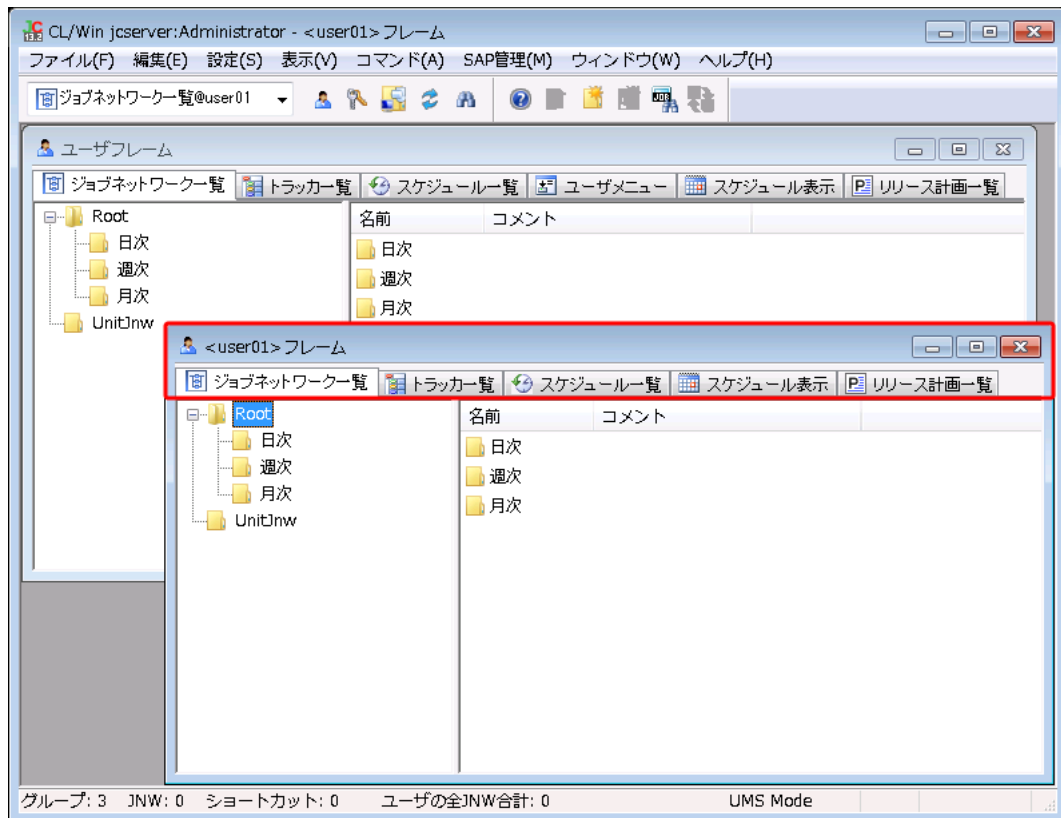 CL/Win jcserver:Administrator - <user01>フレーム
ファイル(F) 編集(E) 設定(S) 表示(V) コマンド(A) SAP管理(M) ウィンドウ(W) ヘルプ(H)
ジョブネットワーク一覧@user01
ユーザフレーム
ジョブネットワーク一覧 トラッカ一覧 スケジュール一覧 ユーザメニュー スケジュール表示 リリース計画一覧
Root
日次
週次
月次
UnitJnw
名前 コメント
日次
週次
月次
<user01>フレーム
ジョブネットワーク一覧 トラッカ一覧 スケジュール一覧 スケジュール表示 リリース計画一覧
Root
日次
週次
月次
UnitJnw
名前 コメント
日次
週次
月次
グループ: 3 JNW: 0 ショートカット: 0 ユーザの全JNW合計: 0 UMS Mode